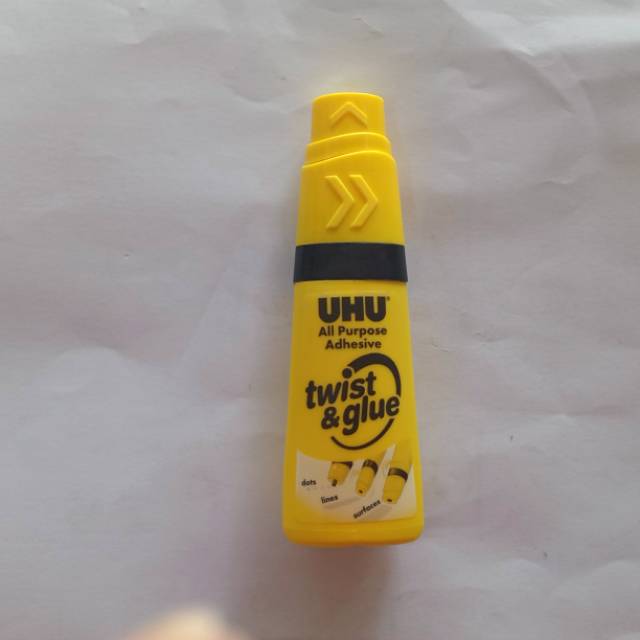 UHU®
All Purpose
Adhesive
twist
& glue
dots
lines
surfaces